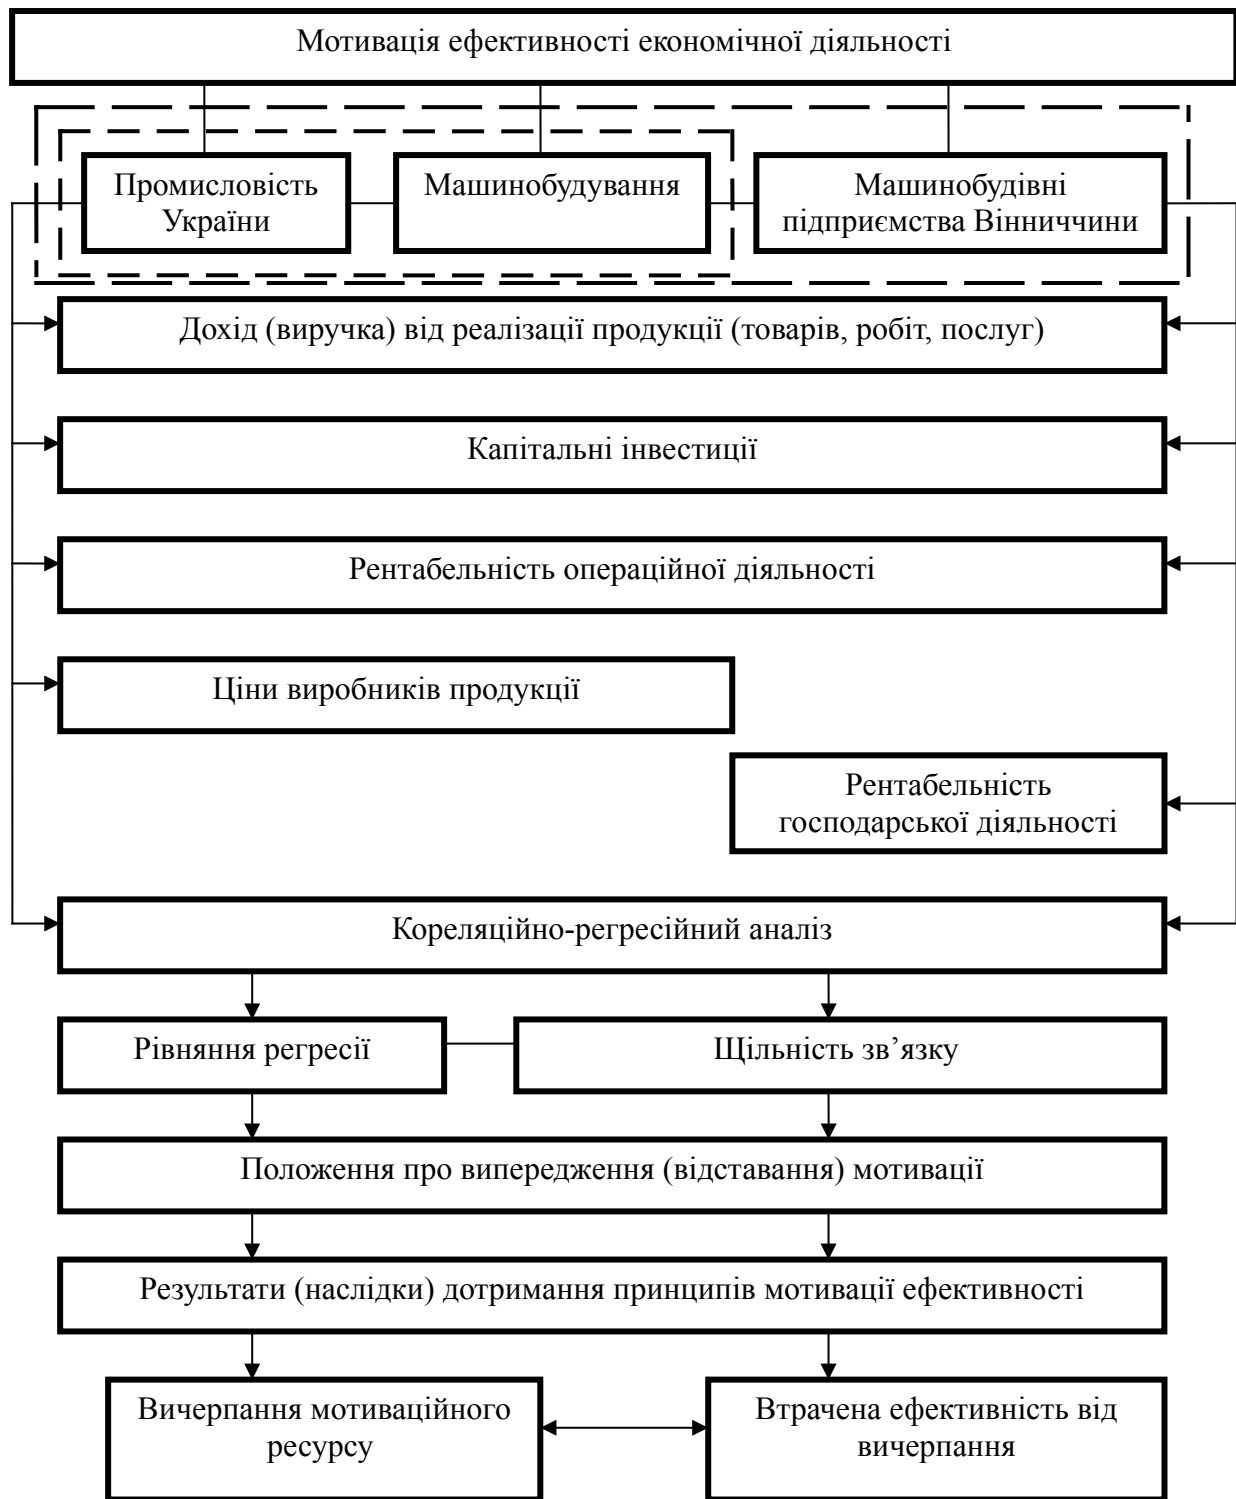 Мотивація ефективності економічної діяльності
Промисловість
України
Машинобудування
Машинобудівні
підприємства Вінниччини
Дохід (виручка) від реалізації продукції (товарів, робіт, послуг)
Капітальні інвестиції
Рентабельність операційної діяльності
Ціни виробників продукції
Рентабельність
господарської діяльності
Кореляційно-регресійний аналіз
Рівняння регресії
Щільність зв’язку
Положення про випередження (відставання) мотивації
Результати (наслідки) дотримання принципів мотивації ефективності
Вичерпання мотиваційного
ресурсу
Втрачена ефективність від
вичерпання